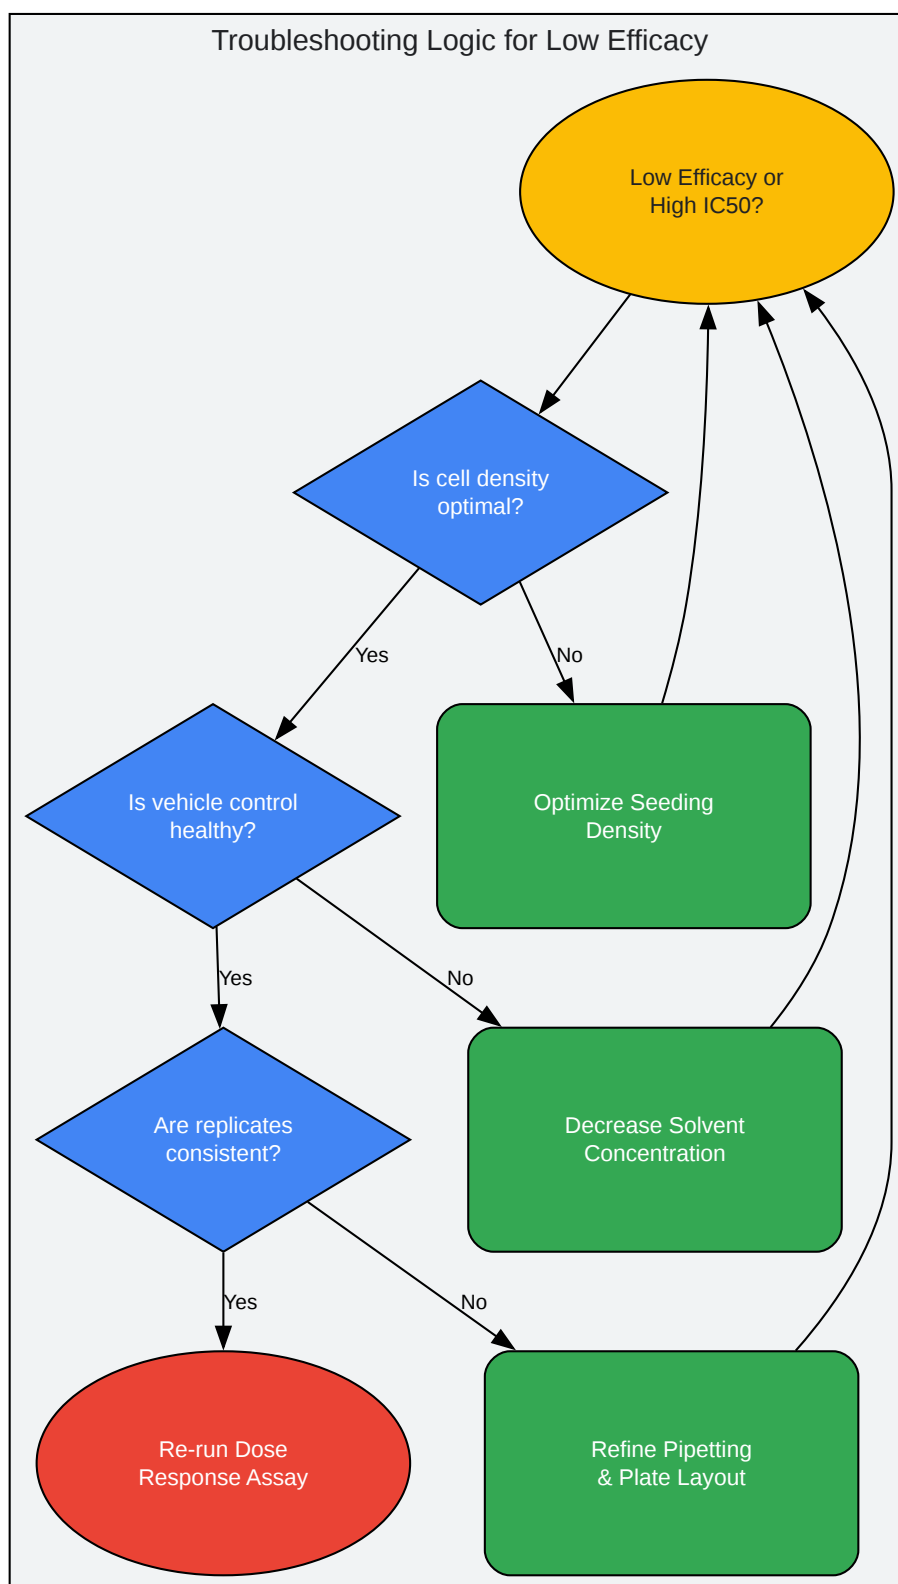 Troubleshooting Logic for Low Efficacy
Low Efficacy or
High IC50?
Is cell density
optimal?
Yes
No
Is vehicle control
healthy?
Optimize Seeding
Density
Yes
No
Are replicates
consistent?
Decrease Solvent
Concentration
Yes
No
Re-run Dose
Response Assay
Refine Pipetting
& Plate Layout